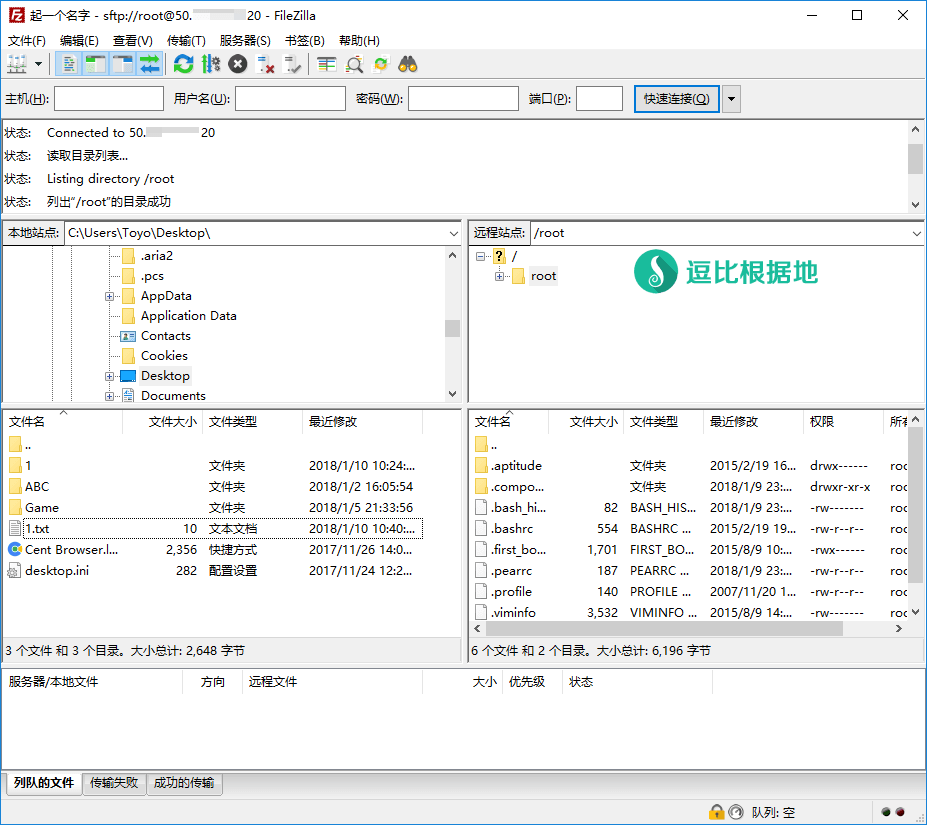 起一个名字 - sftp://root@50. 20 - FileZilla
文件(F) 编辑(E) 查看(V) 传输(T) 服务器(S) 书签(B) 帮助(H)
主机(H): 用户名(U): 密码(W): 端口(P): 快速连接(Q)
状态: Connected to 50. 20
状态: 读取目录列表...
状态: Listing directory /root
状态: 列出"/root"的目录成功
本地站点: C:\Users\Toyo\Desktop\
.aria2
.pcs
AppData
Application Data
Contacts
Cookies
Desktop
Documents
远程站点: /root
? /
root
逗比根据地
文件名 文件大小 文件类型 最近修改
..
1 文件夹 2018/1/10 10:24:...
ABC 文件夹 2018/1/2 16:05:54
Game 文件夹 2018/1/5 21:33:56
1.txt 10 文本文档 2018/1/10 10:40:...
Cent Browser.l... 2,356 快捷方式 2017/11/26 14:0...
desktop.ini 282 配置设置 2017/11/24 12:2...
3 个文件 和 3 个目录。大小总计: 2,648 字节
文件名 文件大小 文件类型 最近修改 权限 所有
..
.aptitude 文件夹 2015/2/19 16... drwx------ roo
.compo... 文件夹 2018/1/9 23:... drwxr-xr-x roo
.bash_hi... 82 BASH_HIS... 2018/1/9 23:... -rw------- roo
.bashrc 554 BASHRC ... 2015/2/19 16... -rw-r--r-- roo
.first_bo... 1,701 FIRST_BO... 2015/8/9 10:... -rwx------ roo
.pearrc 187 PEARRC ... 2018/1/9 23:... -rw-r--r-- roo
.profile 140 PROFILE ... 2007/11/20 1... -rw-r--r-- roo
.viminfo 3,532 VIMINFO ... 2015/8/9 14:... -rw------- roo
6 个文件 和 2 个目录。大小总计: 6,196 字节
服务器/本地文件 方向 远程文件 大小 优先级 状态
列队的文件 传输失败 成功的传输
队列: 空